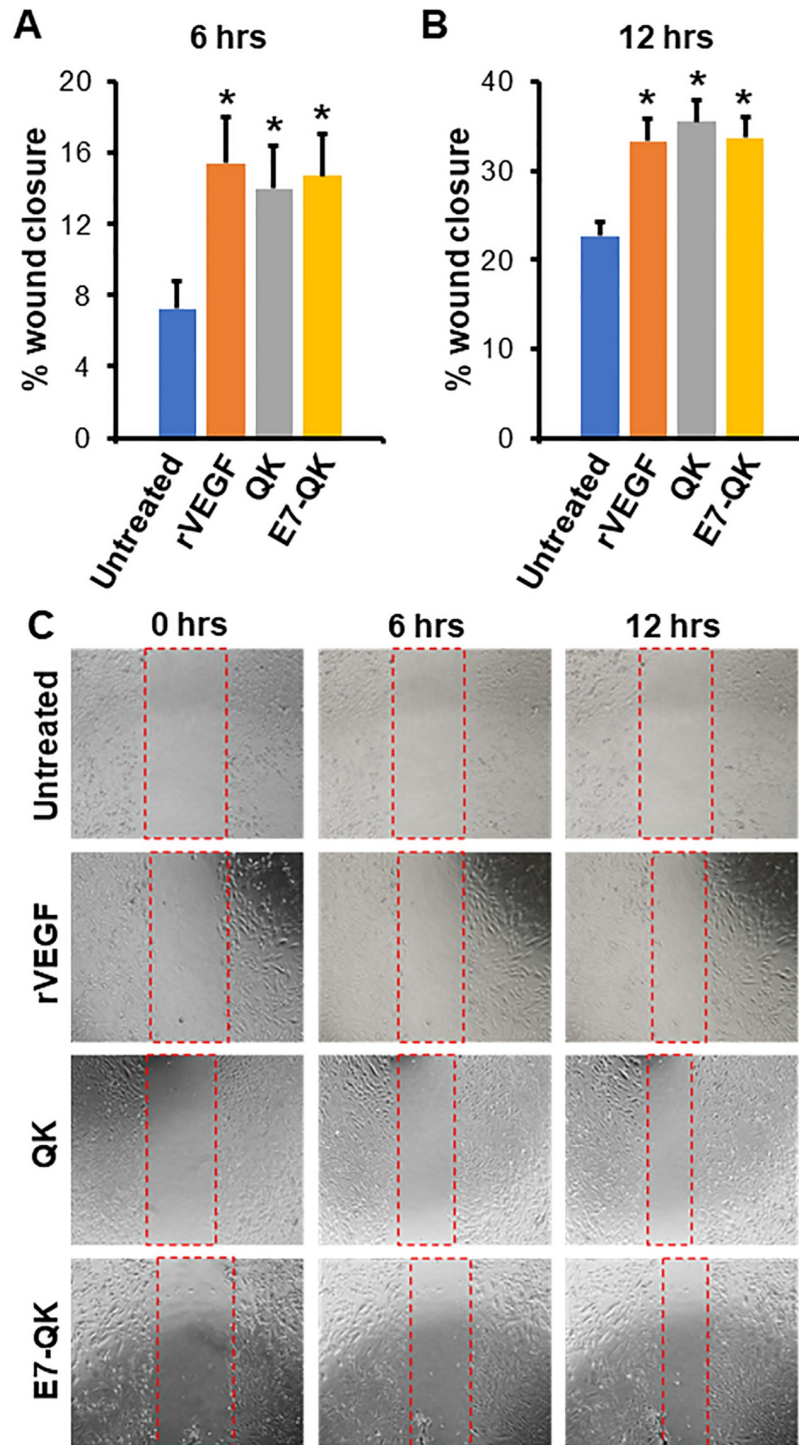 A
6 hrs
% wound closure
20
16
12
8
4
0
*
*
*
Untreated
rVEGF
QK
E7-QK
B
12 hrs
% wound closure
40
30
20
30
0
*
*
*
Untreated
rVEGF
QK
E7-QK
C
0 hrs
6 hrs
12 hrs
Untreated
rVEGF
QK
E7-QK